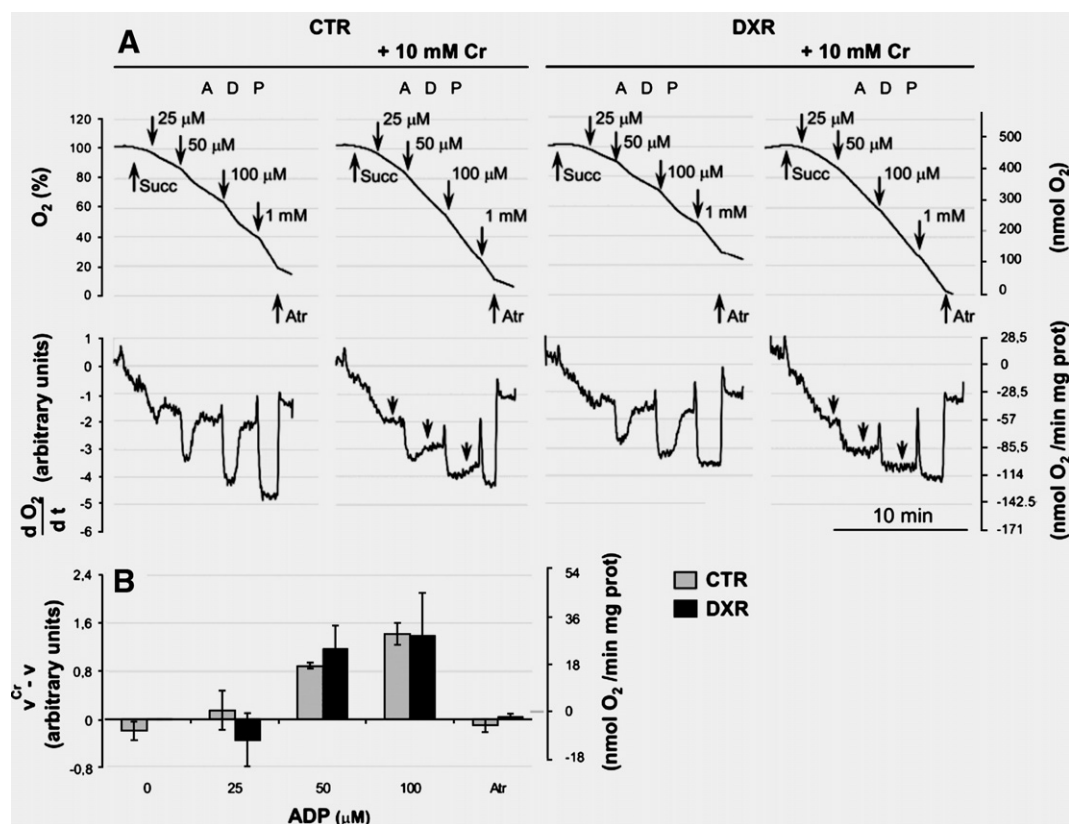 A
CTR
+ 10 mM Cr
DXR
+ 10 mM Cr
A D P
A D P
A D P
A D P
O2 (%)
120
100
80
60
40
20
0
25 µM
50 µM
100 µM
1 mM
Succ
Atr
25 µM
50 µM
100 µM
1 mM
Succ
Atr
25 µM
50 µM
100 µM
1 mM
Succ
Atr
25 µM
50 µM
100 µM
1 mM
Succ
Atr
500
400
300
200
100
0
(nmol O2)
d O2
d t
(arbitrary units)
1
0
-1
-2
-3
-4
-5
-6
28,5
0
-28.5
-57
-85.5
-114
-142.5
-171
(nmol O2 /min mg prot)
10 min
B
vCr - v
(arbitrary units)
2.4
1.6
0.8
0
-0.8
0
25
50
100
Atr
ADP (µM)
54
36
18
0
-18
(nmol O2 /min mg prot)
CTR
DXR